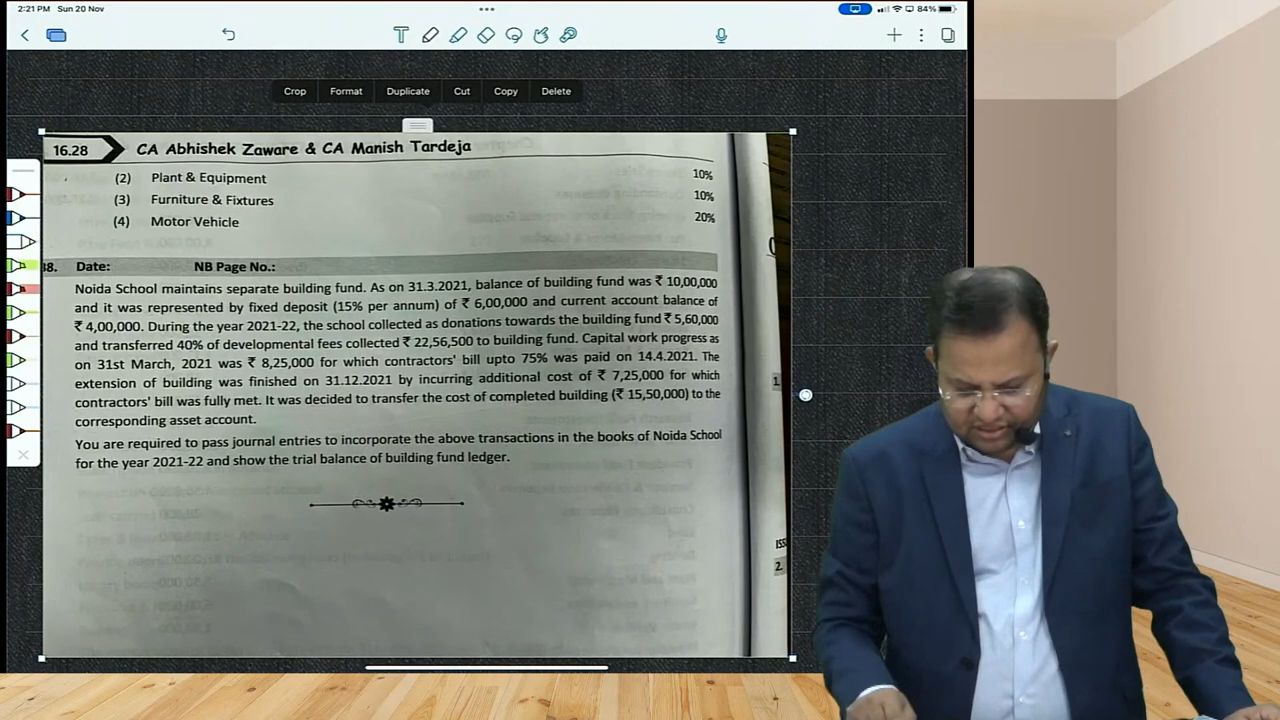 2:21 PM Sun 20 Nov
84%
Crop Format Duplicate Cut Copy Delete
16.28 CA Abhishek Zaware & CA Manish Tardeja
(2) Plant & Equipment 10%
(3) Furniture & Fixtures 10%
(4) Motor Vehicle 20%
38. Date: NB Page No.:
Noida School maintains separate building fund. As on 31.3.2021, balance of building fund was ₹ 10,00,000
and it was represented by fixed deposit (15% per annum) of ₹ 6,00,000 and current account balance of
₹ 4,00,000. During the year 2021-22, the school collected as donations towards the building fund ₹ 5,60,000
and transferred 40% of developmental fees collected ₹ 22,56,500 to building fund. Capital work progress as
on 31st March, 2021 was ₹ 8,25,000 for which contractors' bill upto 75% was paid on 14.4.2021. The
extension of building was finished on 31.12.2021 by incurring additional cost of ₹ 7,25,000 for which
contractors' bill was fully met. It was decided to transfer the cost of completed building (₹ 15,50,000) to the
corresponding asset account.
You are required to pass journal entries to incorporate the above transactions in the books of Noida School
for the year 2021-22 and show the trial balance of building fund ledger.
1.
ISS
2.